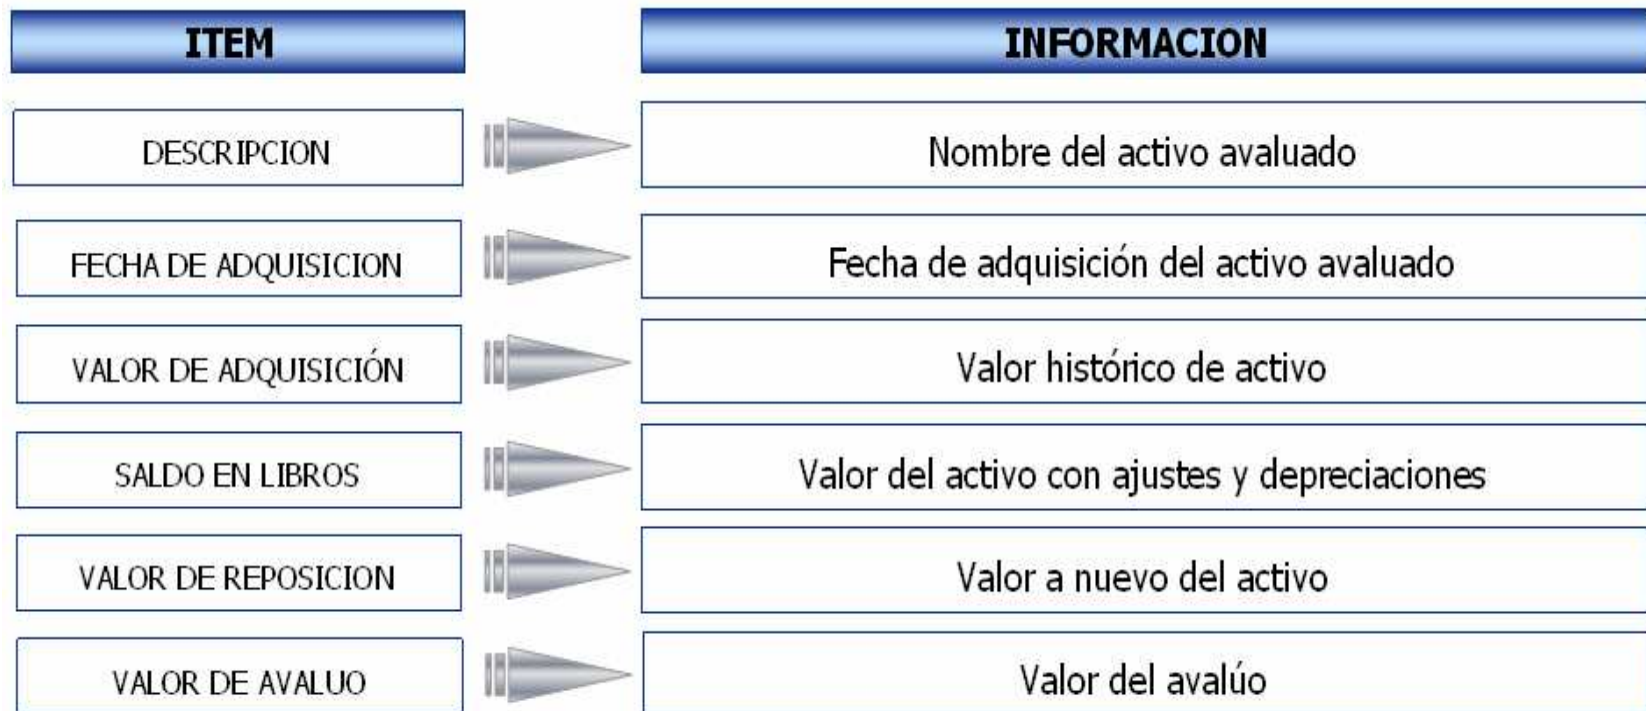 ITEM
INFORMACION
DESCRIPCION
Nombre del activo avaluado
FECHA DE ADQUISICION
Fecha de adquisición del activo avaluado
VALOR DE ADQUISICIÓN
Valor histórico de activo
SALDO EN LIBROS
Valor del activo con ajustes y depreciaciones
VALOR DE REPOSICION
Valor a nuevo del activo
VALOR DE AVALUO
Valor del avalúo